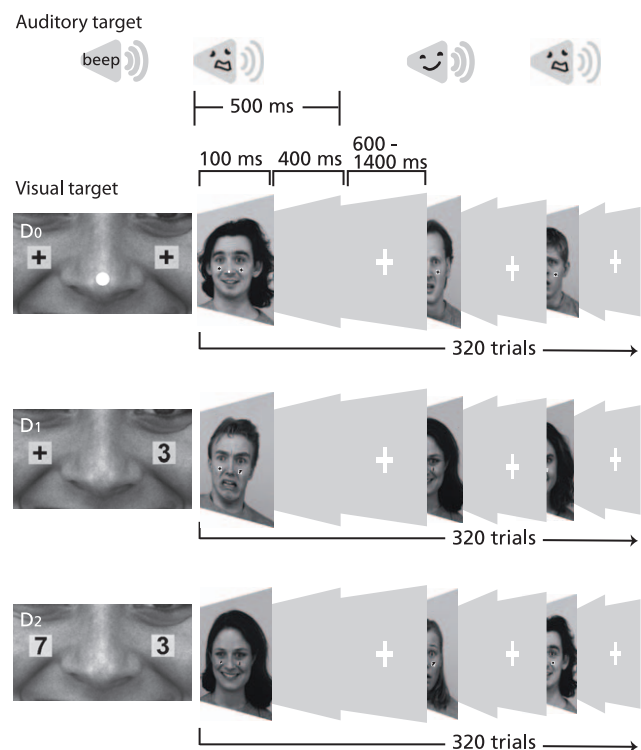 Auditory target
beep
500 ms
600 -
100 ms 400 ms 1400 ms
Visual target
D0
+ +
320 trials
D1
+ 3
320 trials
D2
7 3
320 trials